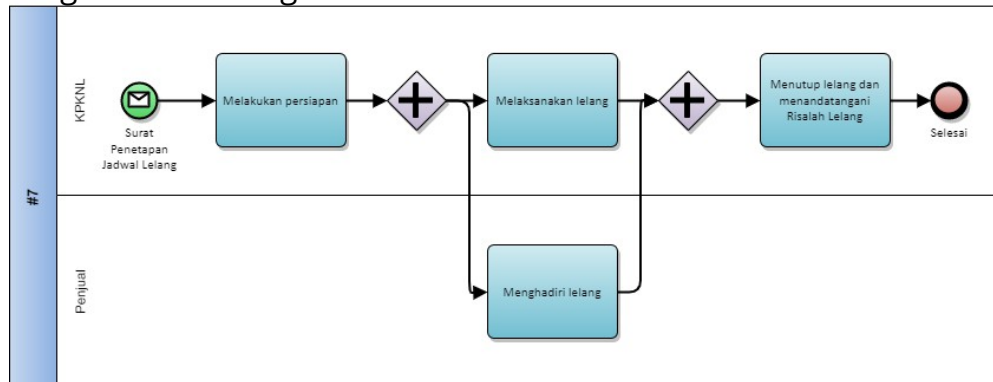 #7
KPKNL
Surat
Penetapan
Jadwal Lelang
Melakukan persiapan
Melaksanakan lelang
Menutup lelang dan
menandatangani
Risalah Lelang
Selesai
Penjual
Menghadiri lelang